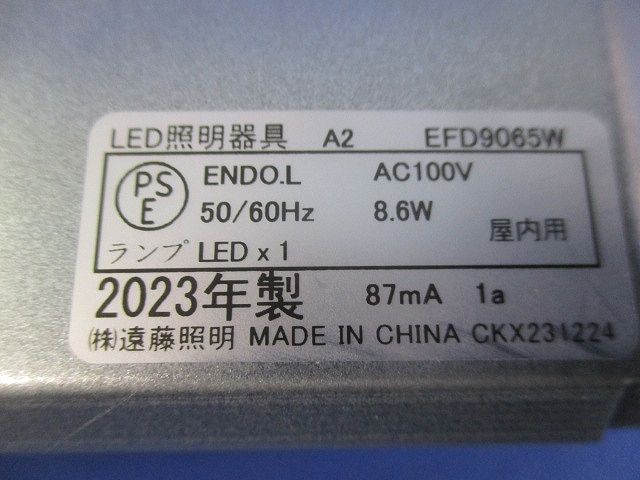 LED照明器具 A2 EFD9065W
PSE ENDO.L AC100V
50/60Hz 8.6W 屋内用
ランプ LED x 1
2023年製 87mA 1a
㈱遠藤照明 MADE IN CHINA CKX231224